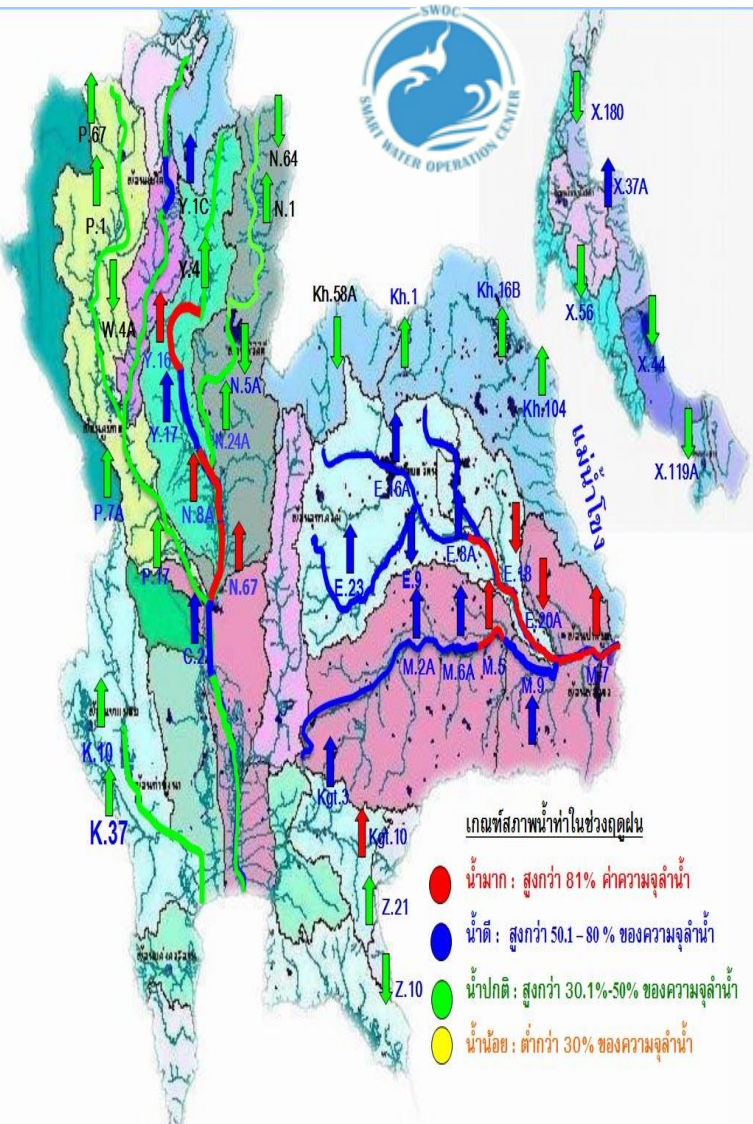 SWOC
SMART WATER OPERATION CENTER
P.67
P.1
W.4A
Y.1C
Y.4
N.64
N.1
Y.16
Y.17
N.5A
N.24A
N.8A
P.7A
P.17
N.67
C.2
K.10
K.37
Kh.58A
Kh.1
Kh.16B
Kh.104
แม่น้ำโขง
E.16A
E.23
E.9
E.8A
E.18
E.20A
M.2A
M.6A
M.5
M.9
M.7
Kgt.3
Kgt.10
Z.21
Z.10
X.180
X.37A
X.56
X.44
X.119A
เกณฑ์สภาพน้ำท่าในช่วงฤดูฝน
น้ำมาก : สูงกว่า 81% ค่าความจุลำน้ำ
น้ำดี : สูงกว่า 50.1 – 80 % ของความจุลำน้ำ
น้ำปกติ : สูงกว่า 30.1%-50% ของความจุลำน้ำ
น้ำน้อย : ต่ำกว่า 30% ของความจุลำน้ำ